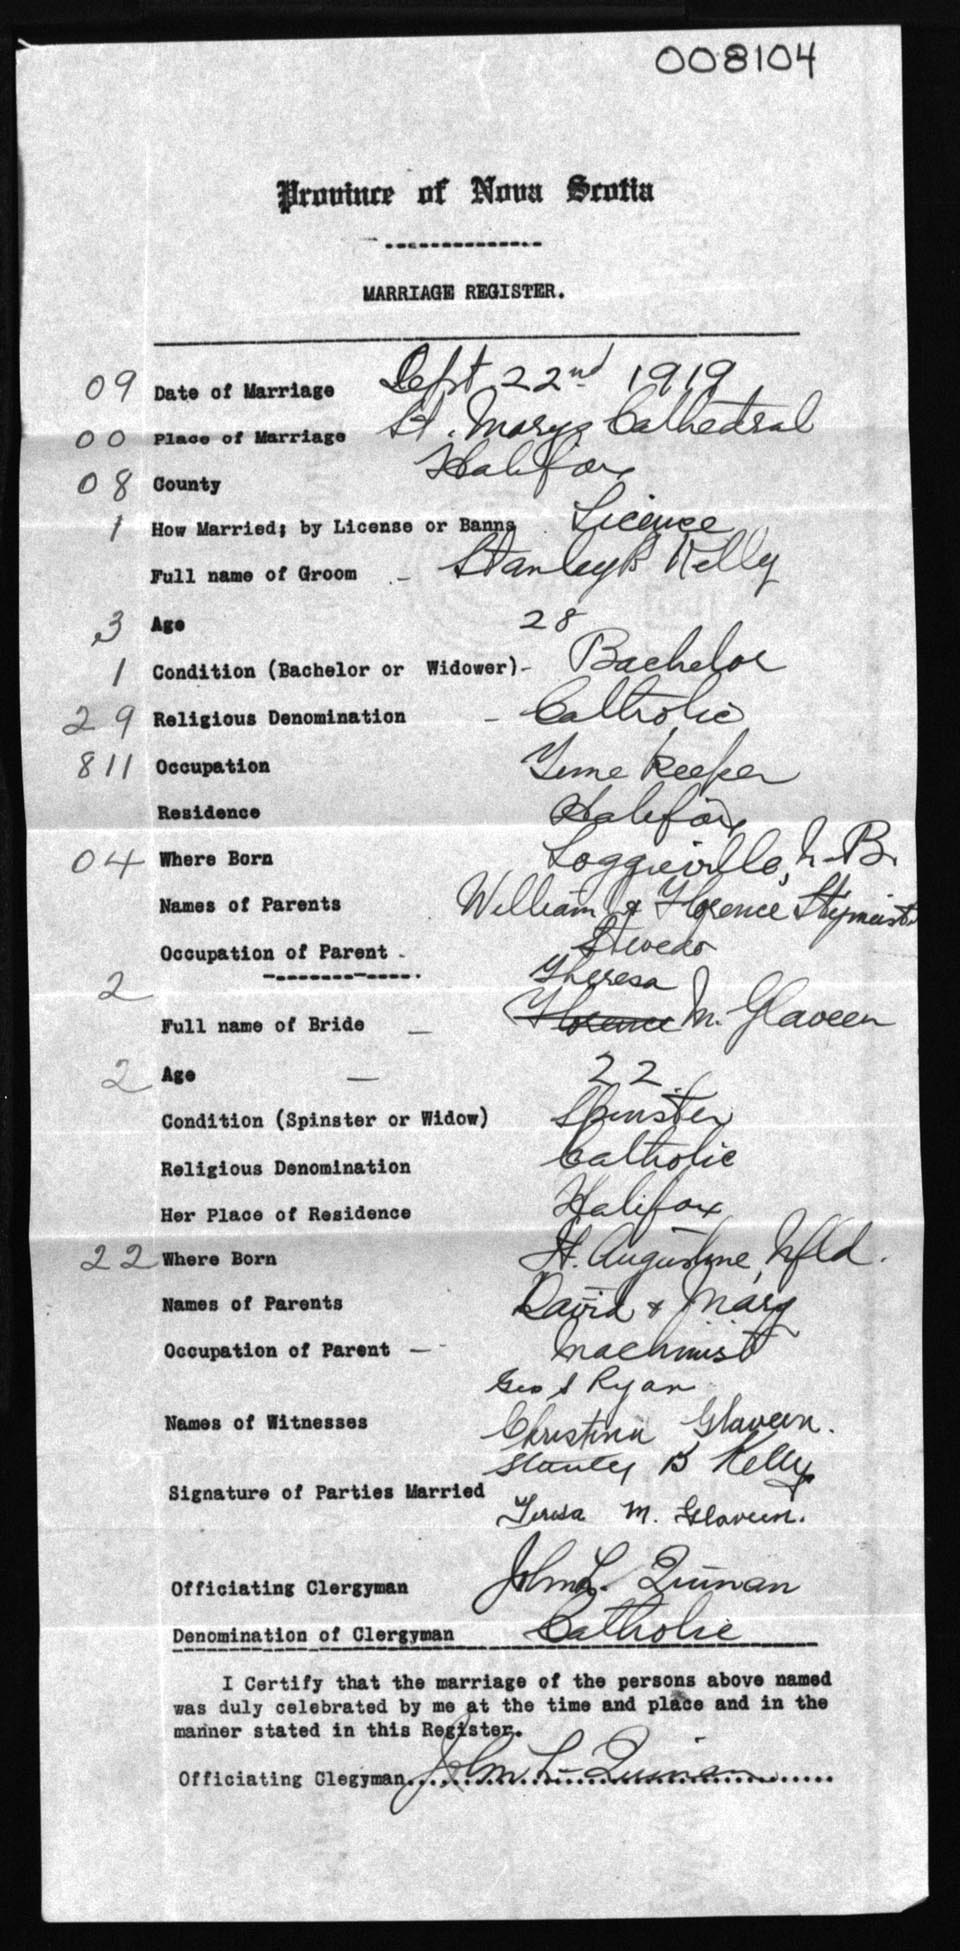 008104
Province of Nova Scotia
MARRIAGE REGISTER.
09 Date of Marriage Sept 22nd 1919
00 Place of Marriage St. Marys Cathedral
08 County Halifax
1 How Married; by License or Banns License
Full name of Groom - Stanley B Kelly
3 Age 28
1 Condition (Bachelor or Widower)- Bachelor
29 Religious Denomination - Catholic
811 Occupation Time Keeper
Residence Halifax
04 Where Born Loggieville, N-B.
Names of Parents William & Florence Stymeist
Occupation of Parent - Stevedo
2 Theresa
Full name of Bride - Florence M. Glaveen
2 Age - 22.
Condition (Spinster or Widow) Spinster
Religious Denomination Catholic
Her Place of Residence Halifax
22 Where Born St. Augustine, Nfld.
Names of Parents David & Mary
Occupation of Parent - Machinist
Geo S Ryan
Names of Witnesses Christina Glaveen.
Stanley B Kelly
Signature of Parties Married
Teresa M. Glaveen.
Officiating Clergyman John L. Quinan
Denomination of Clergyman Catholic
I Certify that the marriage of the persons above named
was duly celebrated by me at the time and place and in the
manner stated in this Register.
Officiating Clegyman John L- Quinan